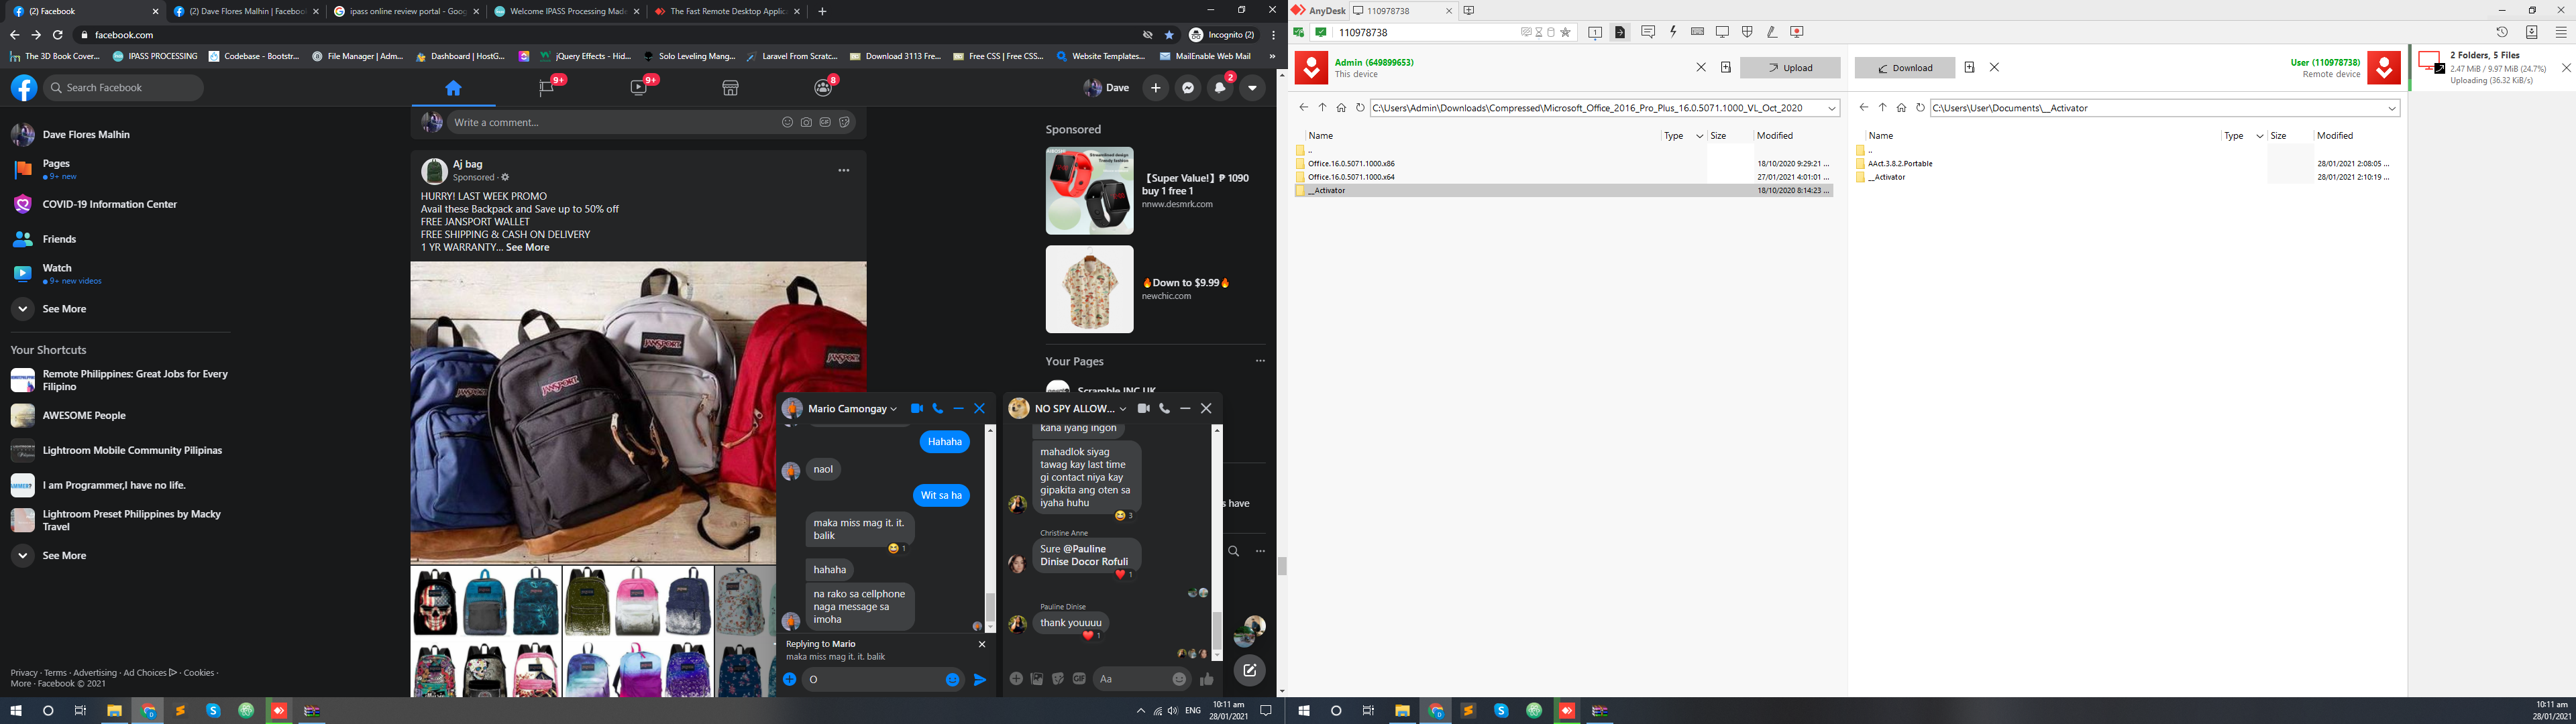 (2) Facebook
(2) Dave Flores Malhin | Facebook
ipass online review portal - Goog
Welcome IPASS Processing Made
The Fast Remote Desktop Applic
facebook.com
Incognito (2)
The 3D Book Cover...
IPASS PROCESSING
Codebase - Bootstr...
File Manager | Adm...
Dashboard | HostG...
jQuery Effects - Hid...
Solo Leveling Mang...
Laravel From Scratc...
Download 3113 Fre...
Free CSS | Free CSS...
Website Templates...
MailEnable Web Mail
Search Facebook
9+
9+
8
Dave
2
Dave Flores Malhin
Pages
9+ new
COVID-19 Information Center
Friends
Watch
9+ new videos
See More
Your Shortcuts
Remote Philippines: Great Jobs for Every
Filipino
AWESOME People
Lightroom Mobile Community Pilipinas
I am Programmer,I have no life.
Lightroom Preset Philippines by Macky
Travel
See More
Privacy · Terms · Advertising · Ad Choices · Cookies ·
More · Facebook © 2021
Write a comment...
Aj bag
Sponsored ·
HURRY! LAST WEEK PROMO
Avail these Backpack and Save up to 50% off
FREE JANSPORT WALLET
FREE SHIPPING & CASH ON DELIVERY
1 YR WARRANTY... See More
JANSPORT
JANSPORT
JANSPORT
JANSPORT
Sponsored
【Super Value!】₱ 1090
buy 1 free 1
nnww.desmrk.com
🔥Down to $9.99🔥
newchic.com
Your Pages
Scramble INC UK
s have
Mario Camongay
Hahaha
naol
Wit sa ha
maka miss mag it. it.
balik
1
hahaha
na rako sa cellphone
naga message sa
imoha
Replying to Mario
maka miss mag it. it. balik
O
NO SPY ALLOW...
kana iyang ingon
mahadlok siyag
tawag kay last time
gi contact niya kay
gipakita ang oten sa
iyaha huhu
3
Christine Anne
Sure @Pauline
Dinise Docor Rofuli
1
Pauline Dinise
thank youuuu
1
Aa
ENG
10:11 am
28/01/2021
AnyDesk
110978738
110978738
1
Admin (649899653)
This device
Upload
Download
User (110978738)
Remote device
2 Folders, 5 Files
2.47 MiB / 9.97 MiB (24.7%)
Uploading (36.32 KiB/s)
C:\Users\Admin\Downloads\Compressed\Microsoft_Office_2016_Pro_Plus_16.0.5071.1000_VL_Oct_2020
Name Type Size Modified
..
Office.16.0.5071.1000.x86 18/10/2020 9:29:21 ...
Office.16.0.5071.1000.x64 27/01/2021 4:01:01 ...
__Activator 18/10/2020 8:14:23 ...
C:\Users\User\Documents\__Activator
Name Type Size Modified
..
AAct.3.8.2.Portable 28/01/2021 2:08:05 ...
__Activator 28/01/2021 2:10:19 ...
10:11 am
28/01/2021